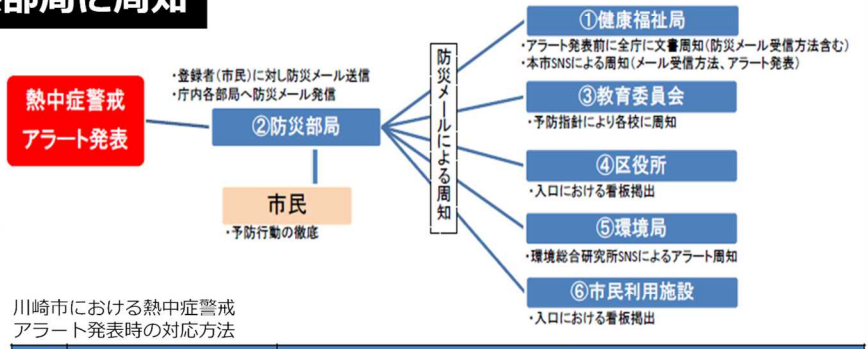 部局に周知
①健康福祉局
・アラート発表前に全庁に文書周知(防災メール受信方法含む)
・本市SNSによる周知(メール受信方法、アラート発表)
・登録者(市民)に対し防災メール送信
・庁内各部局へ防災メール発信
熱中症警戒
アラート発表
②防災部局
防災メールによる周知
③教育委員会
・予防指針により各校に周知
④区役所
・入口における看板掲出
市民
・予防行動の徹底
⑤環境局
・環境総合研究所SNSによるアラート周知
⑥市民利用施設
・入口における看板掲出
川崎市における熱中症警戒
アラート発表時の対応方法